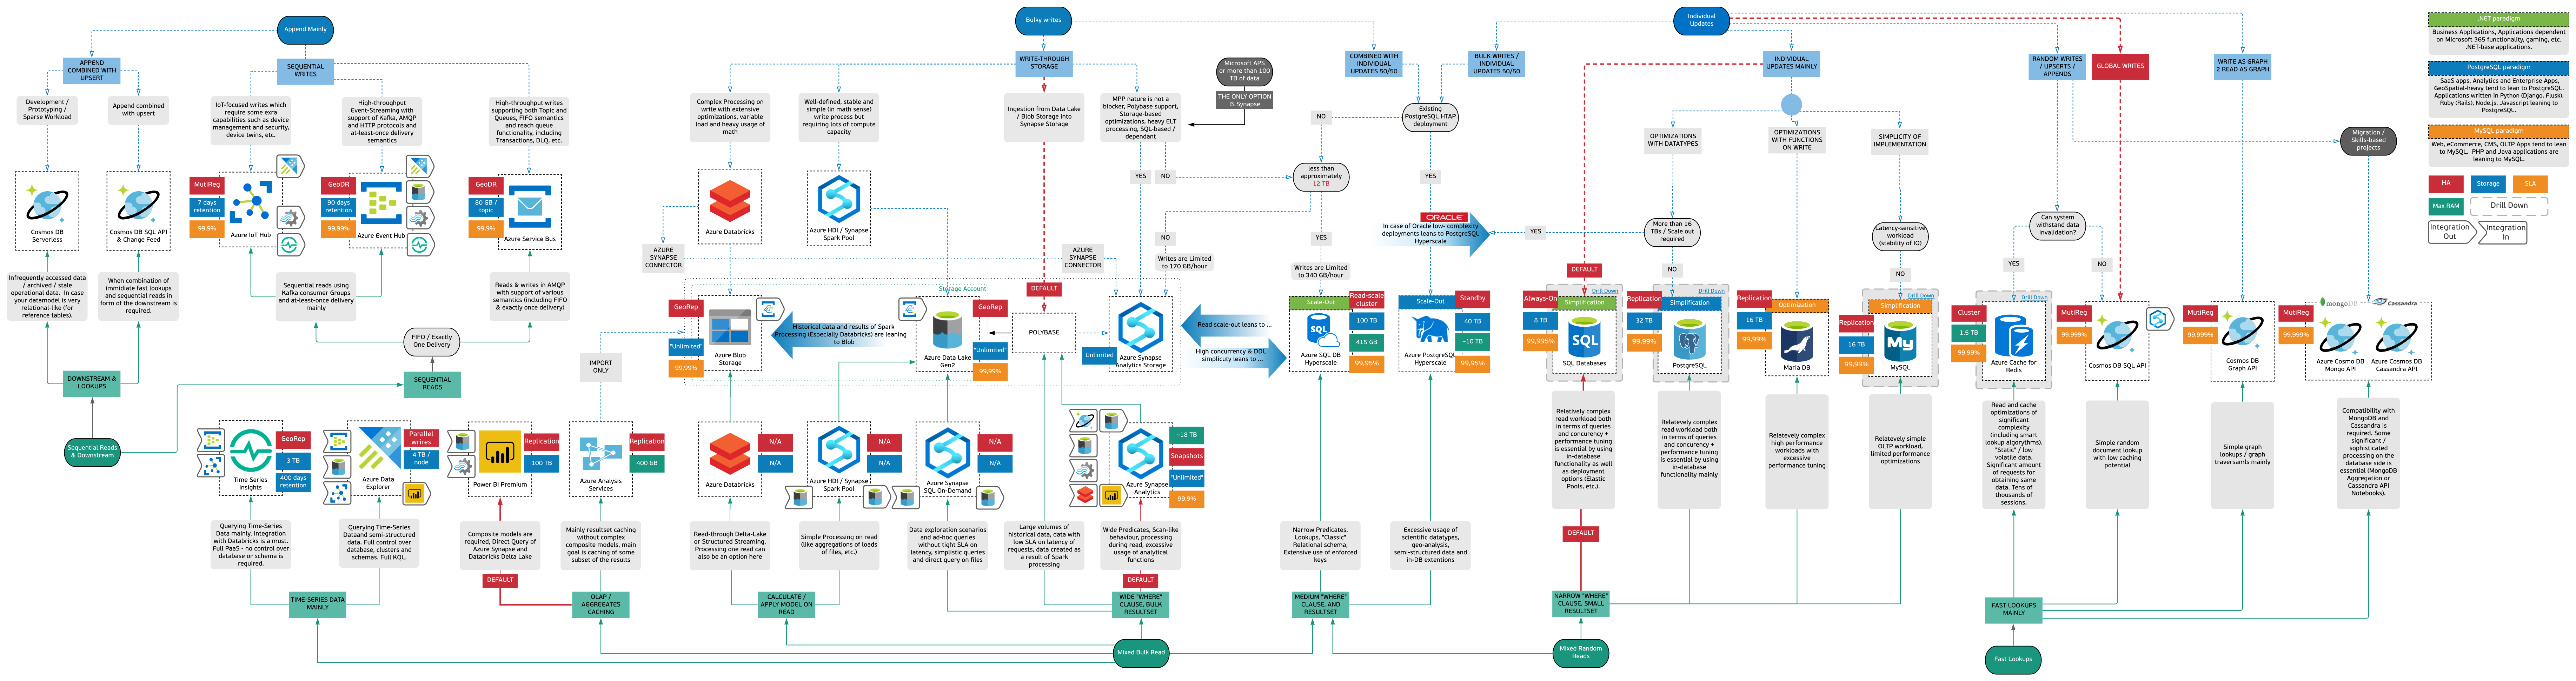 Append Mainly
Bulky writes
Individual
Updates
APPEND
COMBINED WITH
UPSERT
SEQUENTIAL
WRITES
WRITE-THROUGH
STORAGE
Microsoft APS
or more than 100
TB of data
THE ONLY OPTION
IS Synapse
COMBINED WITH
INDIVIDUAL
UPDATES 50/50
BULK WRITES /
INDIVIDUAL
UPDATES 50/50
INDIVIDUAL
UPDATES MAINLY
RANDOM WRITES
/ UPSERTS /
APPENDS
GLOBAL WRITES
WRITE AS GRAPH
2 READ AS GRAPH
.NET paradigm
Business Applications, Applications dependent
on Microsoft 365 functionality, gaming, etc.
.NET-base applications.
PostgreSQL paradigm
SaaS apps, Analytics and Enterprise Apps,
GeoSpatial-heavy tend to lean to PostgreSQL,
Applications written in Python (Django, Flusk),
Ruby (Rails), Node.js, Javascript leaning to
PostgreSQL.
MySQL paradigm
Web, eCommerce, CMS, OLTP Apps tend to lean
to MySQL. PHP and Java applications are
leaning to MySQL.
HA
Storage
SLA
Max RAM
Drill Down
Integration
Out
Integration
In
Development /
Prototyping /
Sparse Workload
Append combined
with upsert
IoT-focused writes which
require some exra
capabilities such as device
management and security,
device twins, etc.
High-throughput
Event-Streaming with
support of Kafka, AMQP
and HTTP protocols and
at-least-once delivery
semantics
High-throughput writes
supporting both Topic and
Queues, FIFO semantics
and reach queue
functionality, including
Transactions, DLQ, etc.
Complex Processing on
write with extensive
optimizations, variable
load and heavy usage of
math
Well-defined, stable and
simple (in math sense)
write process but
requiring lots of compute
capacity
Ingestion from Data Lake
/ Blob Storage into
Synapse Storage
MPP nature is not a
blocker, Polybase support,
Storage-based
optimizations, heavy ELT
processing, SQL-based /
dependant
Existing
PostgreSQL HTAP
deployment
NO
YES
YES
NO
less than
approximately
12 TB
OPTIMIZATIONS
WITH DATATYPES
OPTIMIZATIONS
WITH FUNCTIONS
ON WRITE
SIMPLICITY OF
IMPLEMENTATION
Migration /
Skills-based
projects
Cosmos DB
Serverless
Cosmos DB SQL API
& Change Feed
MutiReg
7 days
retention
99,9%
Azure IoT Hub
GeoDR
90 days
retention
99,99%
Azure Event Hub
GeoDR
80 GB /
topic
99,9%
Azure Service Bus
Azure Databricks
Azure HDI / Synapse
Spark Pool
AZURE
SYNAPSE
CONNECTOR
AZURE
SYNAPSE
CONNECTOR
NO
Writes are Limited
to 170 GB/hour
YES
Writes are Limited
to 340 GB/hour
ORACLE
In case of Oracle low- complexity
deployments leans to PostgreSQL
Hyperscale
YES
More than 16
TBs / Scale out
required
NO
Latency-sensitive
workload
(stability of IO)
NO
Can system
withstand data
invalidation?
YES
NO
Infrequently accessed data
/ archived / stale
operational data. In case
your datamodel is very
relational-like (for
reference tables).
When combination of
immidiate fast lookups
and sequential reads in
form of the downstream is
required.
Sequential reads using
Kafka consumer Groups
and at-least-once delivery
mainly
Reads & writes in AMQP
with support of various
semantics (including FIFO
& exactly once delivery)
FIFO / Exactly
One Delivery
DOWNSTREAM &
LOOKUPS
SEQUENTIAL
READS
Sequential Reads
& Downstream
IMPORT
ONLY
Storage Account
GeoRep
"Unlimited"
99,99%
Azure Blob
Storage
Historical data and results of Spark
Processing (Especially Databricks) are leaning
to Blob
GeoRep
"Unlimited"
99,99%
Azure Data Lake
Gen2
DEFAULT
POLYBASE
Unlimited
Azure Synapse
Analytics Storage
Read scale-out leans to ...
High concurrency & DDL
simplicuty leans to ...
Scale-Out
Azure SQL DB
Hyperscale
Read-scale
cluster
100 TB
415 GB
99,95%
Scale-Out
Azure PostgreSQL
Hyperscale
Standby
40 TB
~10 TB
99,95%
DEFAULT
Drill Down
Always-On
8 TB
99,995%
Simplification
SQL Databases
Drill Down
Replication
32 TB
99,99%
Simplification
PostgreSQL
Replication
16 TB
99,99%
Optimization
Maria DB
Drill Down
Replication
16 TB
99,99%
Simplification
MySQL
Drill Down
Cluster
1.5 TB
99,99%
Azure Cache for
Redis
MutiReg
99,999%
Cosmos DB SQL API
MutiReg
99,999%
Cosmos DB
Graph API
MutiReg
99,999%
mongoDB
Cassandra
Azure Cosmo DB
Mongo API
Azure Cosmos DB
Cassandra API
GeoRep
3 TB
400 days
retention
Time Series
Insights
Parallel
wrires
4 TB /
node
Azure Data
Explorer
Replication
100 TB
Power BI Premium
Replication
400 GB
Azure Analysis
Services
N/A
N/A
Azure Databricks
N/A
N/A
Azure HDI / Synapse
Spark Pool
N/A
N/A
Azure Synapse
SQL On-Demand
~18 TB
Snapshots
"Unlimited"
99,9%
Azure Synapse
Analytics
Relatively complex
read workload both
in terms of queries
and concurency +
performance tuning
is essential by using
in-database
functionality as well
as deployment
options (Elastic
Pools, etc.).
Relatively complex
read workload both
in terms of queries
and concurency +
performance tuning
is essential by using
in-database
functionality mainly
Relatively complex
high performance
workloads with
excessive
performance tuning
Relatively simple
OLTP workload,
limited performance
optimizations
Read and cache
optimizations of
significant
complexity
(including smart
lookup algorythms).
"Static" / low
volatile data.
Significant amount
of requests for
obtaining same
data. Tens of
thousands of
sessions.
Simple random
document lookup
with low caching
potential
Simple graph
lookups / graph
traversamis mainly
Compatibility with
MongoDB and
Cassandra is
required. Some
significant /
sophisticated
processing on the
database side is
essential (MongoDB
Aggregation or
Cassandra API
Notebooks).
Querying Time-Series
Data mainly. Integration
with Databricks is a must.
Full PaaS - no control over
database or schema is
required.
Querying Time-Series
Dataand semi-structured
data. Full control over
database, clusters and
schemas. Full KQL.
Composite models are
required, Direct Query of
Azure Synapse and
Databricks Delta Lake
Mainly resultset caching
without complex
composite models, main
goal is caching of some
subset of the results
Read-through Delta-Lake
or Structured Streaming.
Processing one read can
also be an option here
Simple Processing on read
(like aggregations of loads
of files, etc.)
Data exploration scenarios
and ad-hoc queries
without tight SLA on
latency, simplistic queries
and direct query on files
Large volumes of
historical data, data with
low SLA on latency of
requests, data created as
a result of Spark
processing
Wide Predicates, Scan-like
behaviour, processing
during read, excessive
usage of analytical
functions
Narrow Predicates,
Lookups, "Classic"
Relational schema,
Extensive use of enforced
keys
Excessive usage of
scientific datatypes,
geo-analysis,
semi-structured data and
in-DB extentions
DEFAULT
DEFAULT
DEFAULT
TIME-SERIES DATA
MAINLY
OLAP /
AGGREGATES
CACHING
CALCULATE /
APPLY MODEL ON
READ
WIDE "WHERE"
CLAUSE, BULK
RESULTSET
MEDIUM "WHERE"
CLAUSE, AND
RESULTSET
NARROW "WHERE"
CLAUSE, SMALL
RESULTSET
FAST LOOKUPS
MAINLY
Mixed Bulk Read
Mixed Random
Reads
Fast Lookups